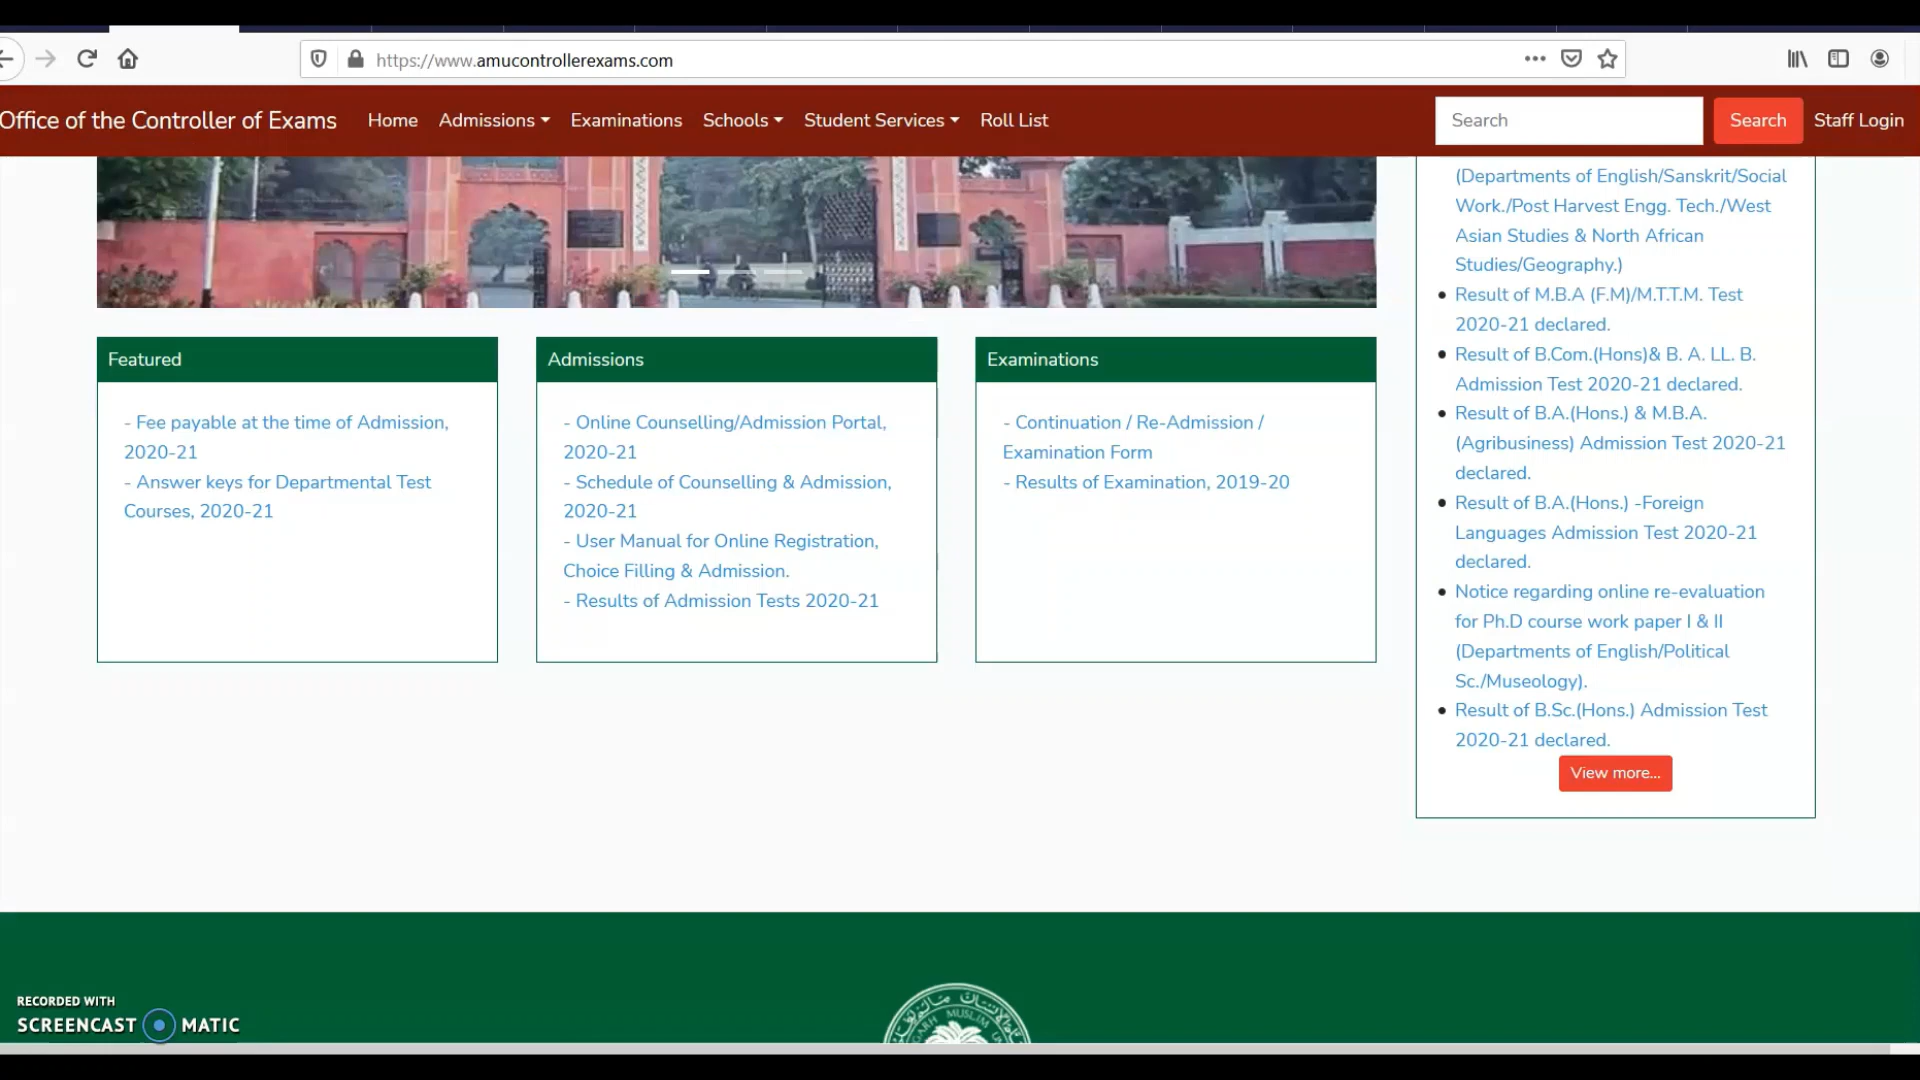 https://www.amucontrollerexams.com
Office of the Controller of Exams
Home
Admissions
Examinations
Schools
Student Services
Roll List
Search
Search
Staff Login
Featured
- Fee payable at the time of Admission,
2020-21
- Answer keys for Departmental Test
Courses, 2020-21
Admissions
- Online Counselling/Admission Portal,
2020-21
- Schedule of Counselling & Admission,
2020-21
- User Manual for Online Registration,
Choice Filling & Admission.
- Results of Admission Tests 2020-21
Examinations
- Continuation / Re-Admission /
Examination Form
- Results of Examination, 2019-20
(Departments of English/Sanskrit/Social
Work./Post Harvest Engg. Tech./West
Asian Studies & North African
Studies/Geography.)
Result of M.B.A (F.M)/M.T.T.M. Test
2020-21 declared.
Result of B.Com.(Hons)& B. A. LL. B.
Admission Test 2020-21 declared.
Result of B.A.(Hons.) & M.B.A.
(Agribusiness) Admission Test 2020-21
declared.
Result of B.A.(Hons.) -Foreign
Languages Admission Test 2020-21
declared.
Notice regarding online re-evaluation
for Ph.D course work paper I & II
(Departments of English/Political
Sc./Museology).
Result of B.Sc.(Hons.) Admission Test
2020-21 declared.
View more...
RECORDED WITH
SCREENCAST MATIC
GARH MUSLIM UN